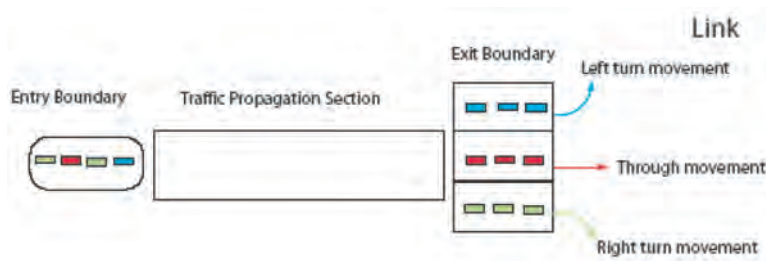 Link
Exit Boundary
Left turn movement
Entry Boundary
Traffic Propagation Section
Through movement
Right turn movement